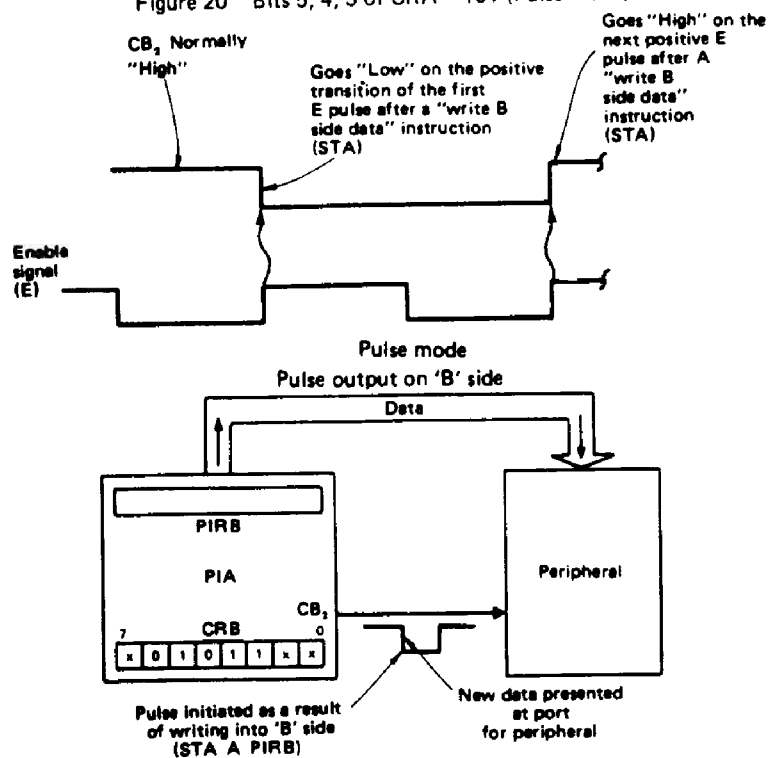 Figure 20 Bits 5, 4, 3 of CRA = 101 (Pulse
CB₂ Normally
"High"
Goes "Low" on the positive
transition of the first
E pulse after a "write B
side data" instruction
(STA)
Goes "High" on the
next positive E
pulse after A
"write B
side data"
instruction
(STA)
Enable
signal
(E)
Pulse mode
Pulse output on 'B' side
Data
PIRB
PIA
CB₂
7 CRB 0
x 0 1 0 1 1 x x
Peripheral
Pulse initiated as a result
of writing into 'B' side
(STA A PIRB)
New data presented
at port
for peripheral